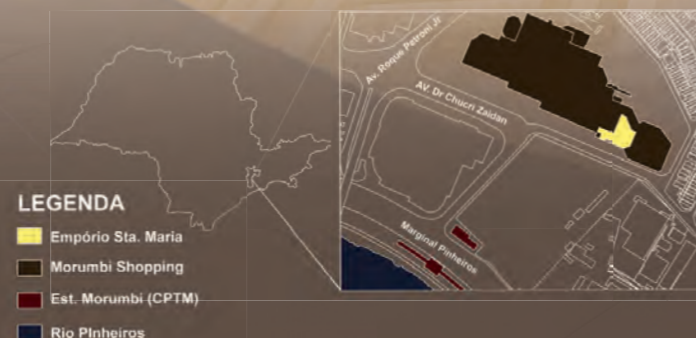 Av. Roque Petroni Jr
AV. Dr Chucri Zaidan
Marginal Pinheiros
LEGENDA
Empório Sta. Maria
Morumbi Shopping
Est. Morumbi (CPTM)
Rio PInheiros